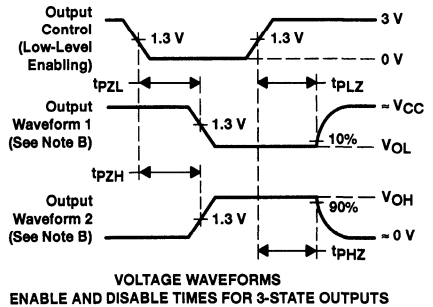 Output
Control
(Low-Level
Enabling)
1.3 V
1.3 V
3 V
0 V
tPZL
tPLZ
Output
Waveform 1
(See Note B)
1.3 V
10%
≈ VCC
VOL
tPZH
Output
Waveform 2
(See Note B)
1.3 V
90%
VOH
≈ 0 V
tPHZ
VOLTAGE WAVEFORMS
ENABLE AND DISABLE TIMES FOR 3-STATE OUTPUTS